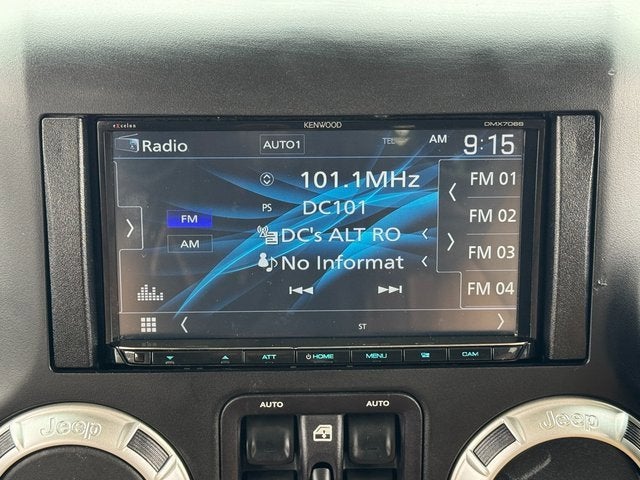 eXcelon KENWOOD DMX706S
Radio AUTO1 TEL AM 9:15
101.1MHz FM 01
PS DC101 FM 02
FM
DC's ALT RO FM 03
AM
No Informat FM 04
ST
ATT HOME MENU CAM
AUTO AUTO
Jeep Jeep